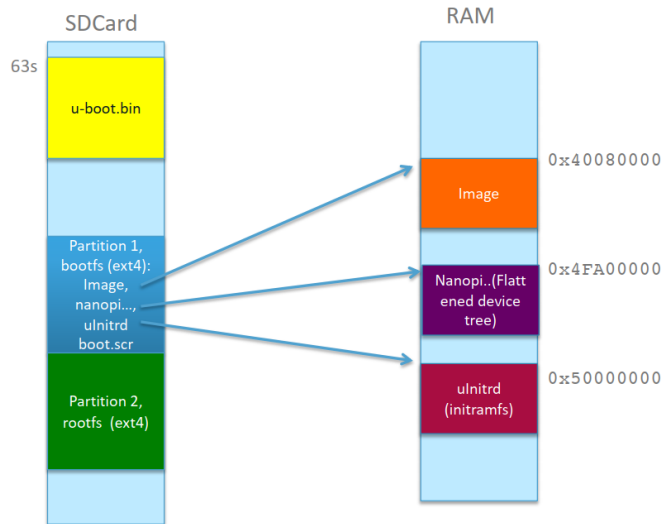 SDCard
RAM
63s
u-boot.bin
0x40080000
Image
Partition 1,
bootfs (ext4):
Image,
nanopi...,
uInitrd
boot.scr
0x4FA00000
Nanopi..(Flatt
ened device
tree)
0x50000000
uInitrd
(initramfs)
Partition 2,
rootfs (ext4)